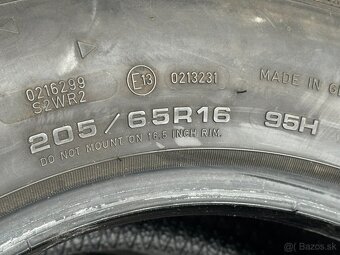 0216299
S2WR2
E13
0213231
MADE IN GE
205/65R16 95H
DO NOT MOUNT ON 16.5 INCH RIM.
© bazos.sk